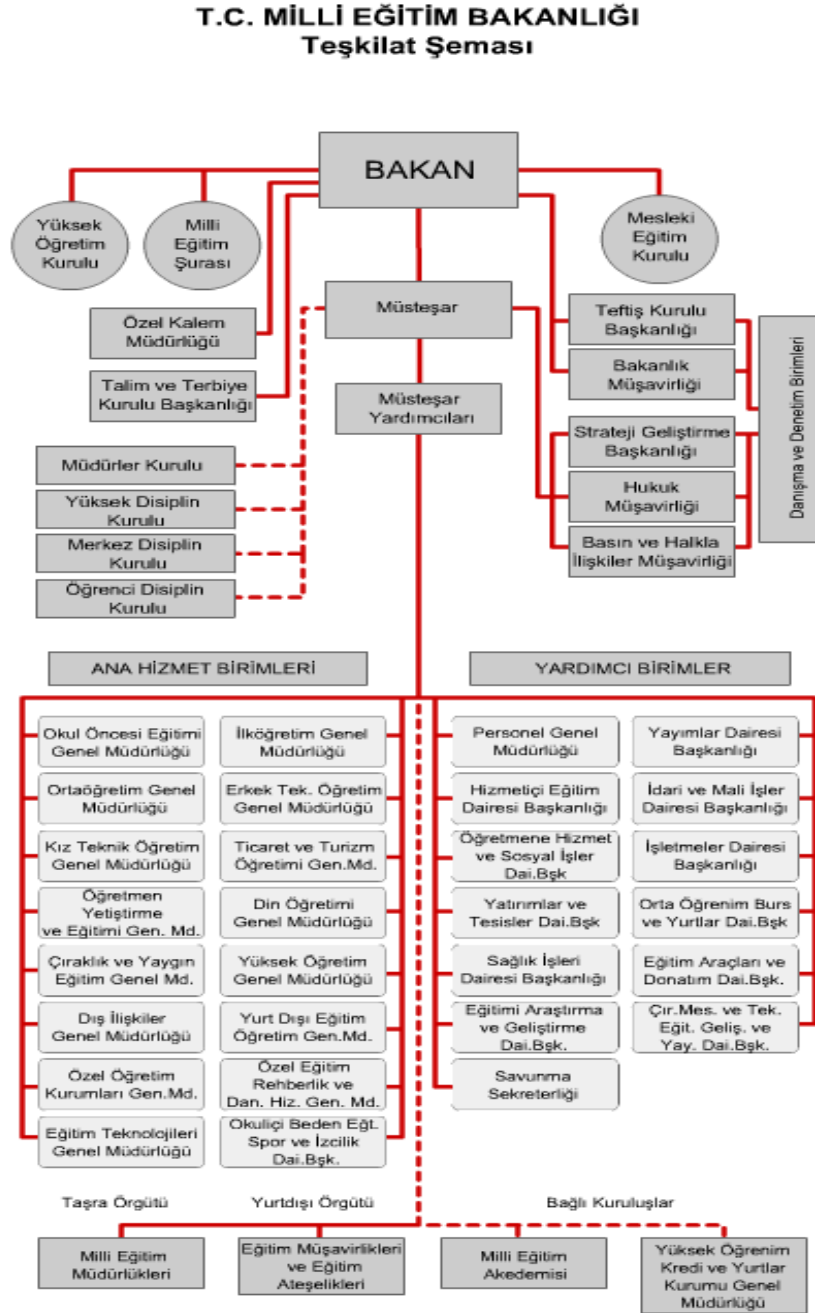 T.C. MİLLİ EĞİTİM BAKANLIĞI
Teşkilat Şeması
BAKAN
Yüksek
Öğretim
Kurulu
Milli
Eğitim
Şurası
Mesleki
Eğitim
Kurulu
Özel Kalem
Müdürlüğü
Müsteşar
Teftiş Kurulu
Başkanlığı
Talim ve Terbiye
Kurulu Başkanlığı
Müsteşar
Yardımcıları
Bakanlık
Müşavirliği
Danışma ve Denetim Birimleri
Strateji Geliştirme
Başkanlığı
Müdürler Kurulu
Yüksek Disiplin
Kurulu
Hukuk
Müşavirliği
Merkez Disiplin
Kurulu
Basın ve Halkla
İlişkiler Müşavirliği
Öğrenci Disiplin
Kurulu
ANA HİZMET BİRİMLERİ
YARDIMCI BİRİMLER
Okul Öncesi Eğitimi
Genel Müdürlüğü
İlköğretim Genel
Müdürlüğü
Personel Genel
Müdürlüğü
Yayımlar Dairesi
Başkanlığı
Ortaöğretim Genel
Müdürlüğü
Erkek Tek. Öğretim
Genel Müdürlüğü
Hizmetiçi Eğitim
Dairesi Başkanlığı
İdari ve Mali İşler
Dairesi Başkanlığı
Kız Teknik Öğretim
Genel Müdürlüğü
Ticaret ve Turizm
Öğretimi Gen.Md.
Öğretmene Hizmet
ve Sosyal İşler
Dai.Bşk
İşletmeler Dairesi
Başkanlığı
Öğretmen
Yetiştirme
ve Eğitimi Gen. Md.
Din Öğretimi
Genel Müdürlüğü
Yatırımlar ve
Tesisler Dai.Bşk
Orta Öğrenim Burs
ve Yurtlar Dai.Bşk
Çıraklık ve Yaygın
Eğitim Genel Md.
Yüksek Öğretim
Genel Müdürlüğü
Sağlık İşleri
Dairesi Başkanlığı
Eğitim Araçları ve
Donatım Dai.Bşk.
Dış İlişkiler
Genel Müdürlüğü
Yurt Dışı Eğitim
Öğretim Gen.Md.
Eğitimi Araştırma
ve Geliştirme
Dai.Bşk.
Çır.Mes. ve Tek.
Eğit. Geliş. ve
Yay. Dai.Bşk.
Özel Öğretim
Kurumları Gen.Md.
Özel Eğitim
Rehberlik ve
Dan. Hiz. Gen. Md.
Savunma
Sekreterliği
Eğitim Teknolojileri
Genel Müdürlüğü
Okuliçi Beden Eğt.
Spor ve İzcilik
Dai.Bşk.
Taşra Örgütü
Yurtdışı Örgütü
Bağlı Kuruluşlar
Milli Eğitim
Müdürlükleri
Eğitim Müşavirlikleri
ve Eğitim
Ateşelikleri
Milli Eğitim
Akedemisi
Yüksek Öğrenim
Kredi ve Yurtlar
Kurumu Genel
Müdürlüğü